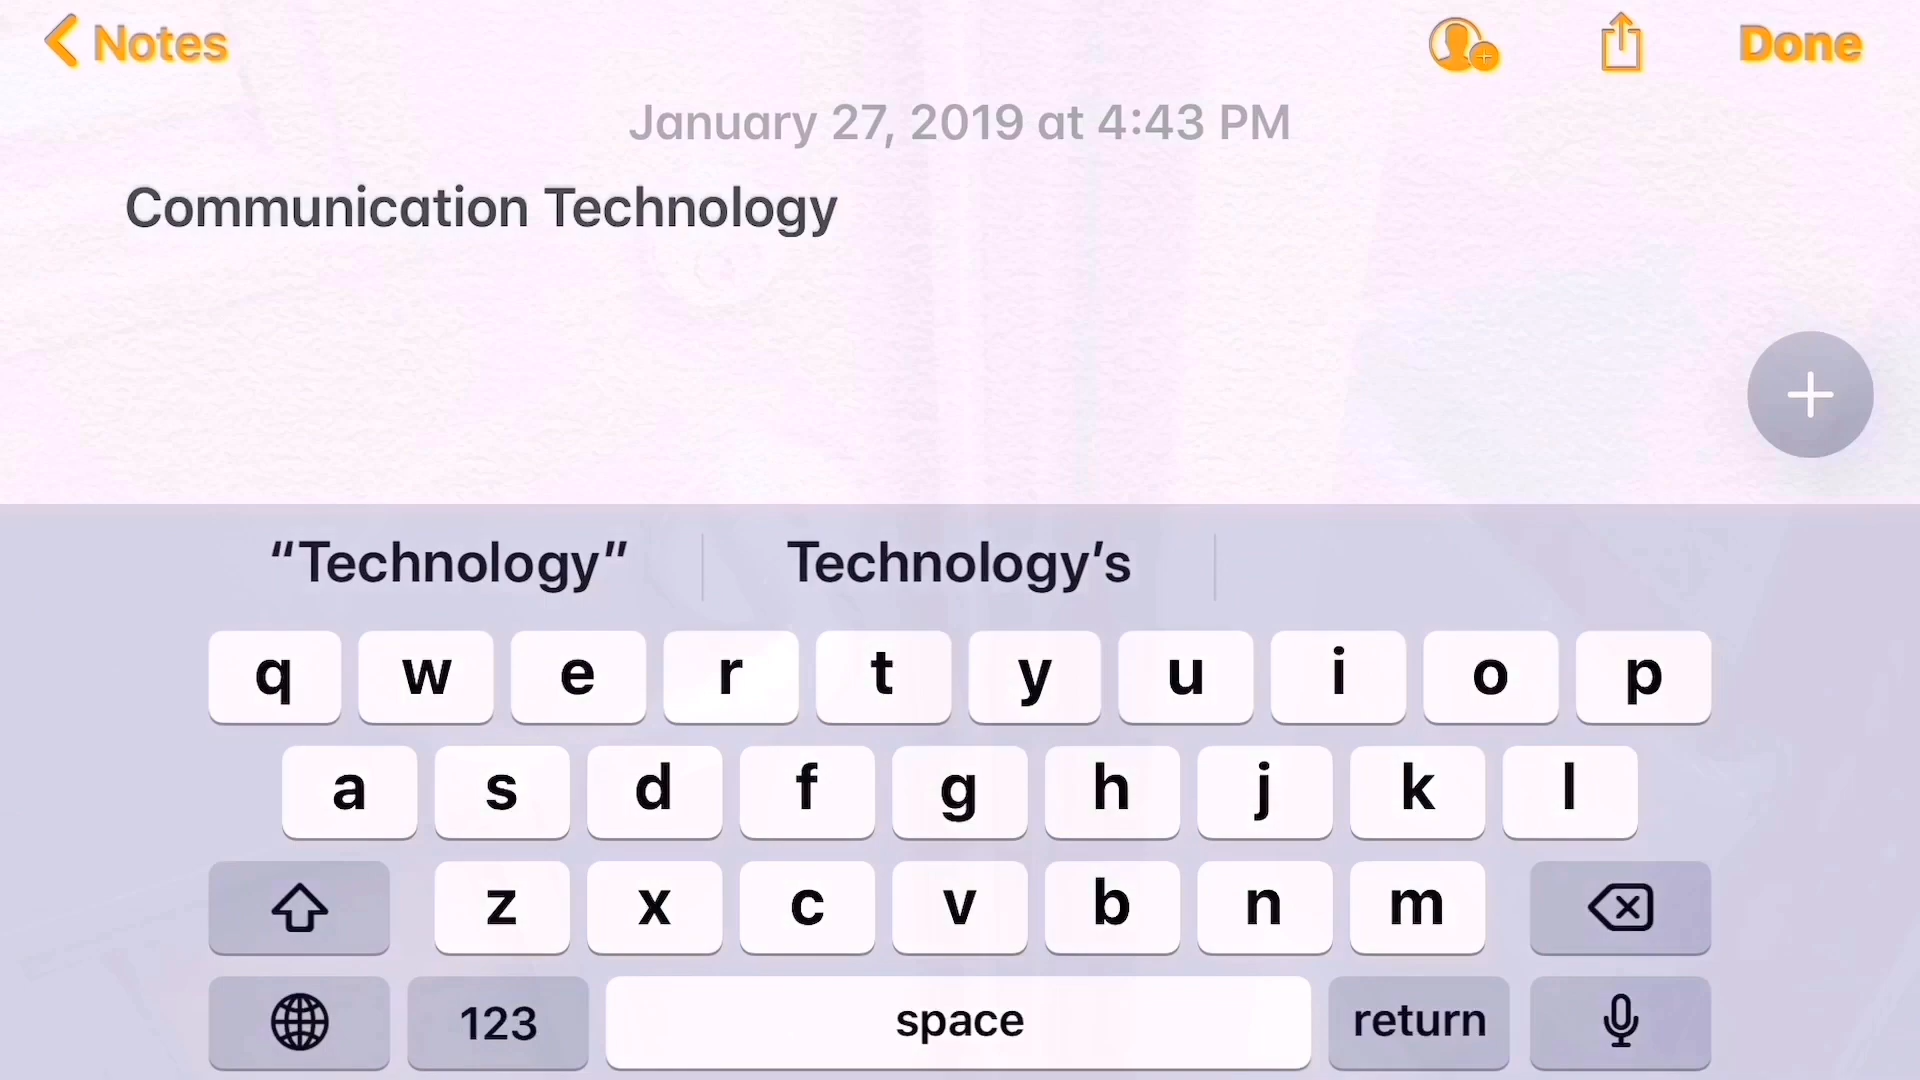 Notes
Done
January 27, 2019 at 4:43 PM
Communication Technology
“Technology” Technology’s
q w e r t y u i o p
a s d f g h j k l
z x c v b n m
123 space return